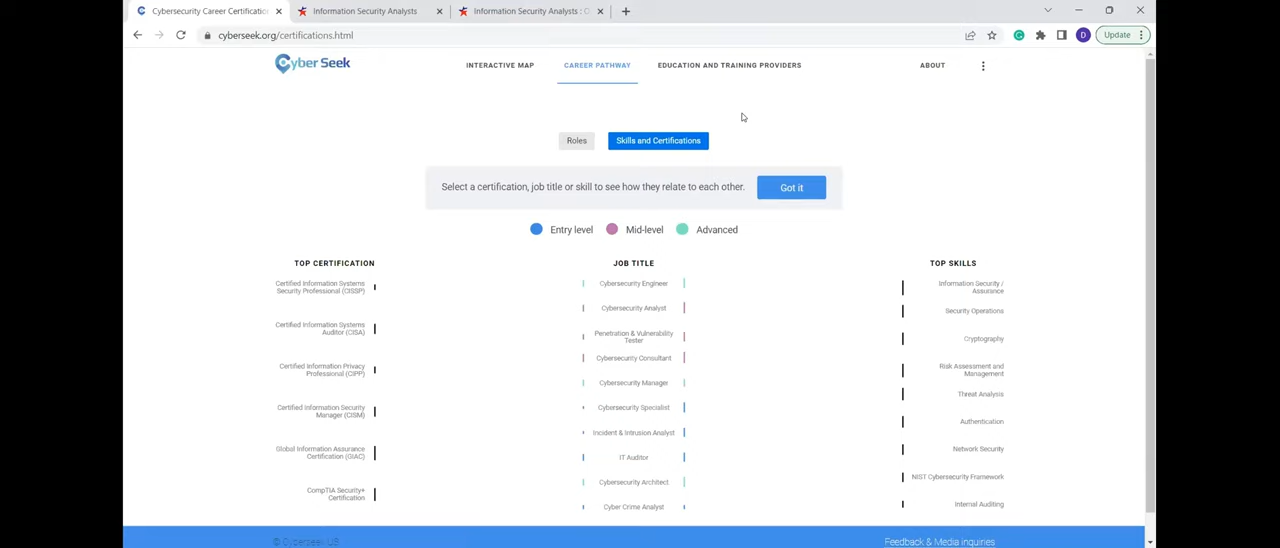 Cybersecurity Career Certification
Information Security Analysts
Information Security Analysts : O
cyberseek.org/certifications.html
D
Update
Cyber Seek
INTERACTIVE MAP
CAREER PATHWAY
EDUCATION AND TRAINING PROVIDERS
ABOUT
Roles
Skills and Certifications
Select a certification, job title or skill to see how they relate to each other.
Got it
Entry level
Mid-level
Advanced
TOP CERTIFICATION
Certified Information Systems
Security Professional (CISSP)
Certified Information Systems
Auditor (CISA)
Certified Information Privacy
Professional (CIPP)
Certified Information Security
Manager (CISM)
Global Information Assurance
Certification (GIAC)
CompTIA Security+
Certification
JOB TITLE
Cybersecurity Engineer
Cybersecurity Analyst
Penetration & Vulnerability
Tester
Cybersecurity Consultant
Cybersecurity Manager
Cybersecurity Specialist
Incident & Intrusion Analyst
IT Auditor
Cybersecurity Architect
Cyber Crime Analyst
TOP SKILLS
Information Security /
Assurance
Security Operations
Cryptography
Risk Assessment and
Management
Threat Analysis
Authentication
Network Security
NIST Cybersecurity Framework
Internal Auditing
© Cyberseek.US
Feedback & Media inquiries